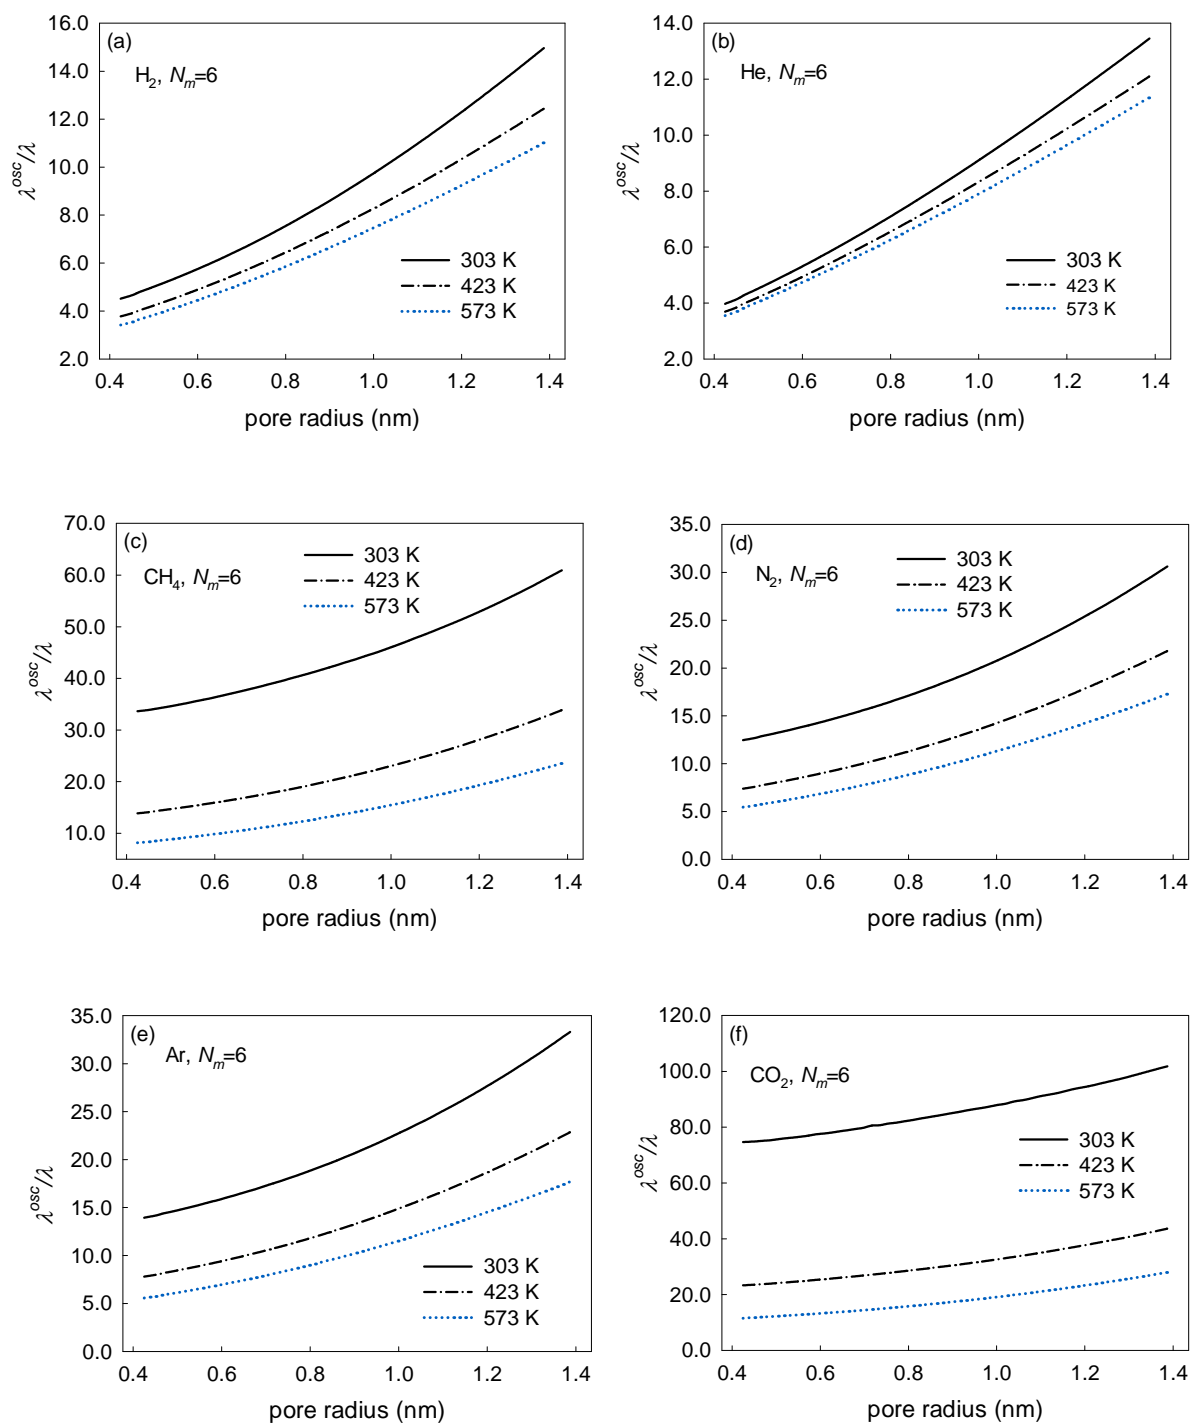 (a)
H2, Nm=6
16.0
14.0
12.0
10.0
8.0
6.0
4.0
2.0
λosc/λ
303 K
423 K
573 K
0.4 0.6 0.8 1.0 1.2 1.4
pore radius (nm)
(b)
He, Nm=6
14.0
12.0
10.0
8.0
6.0
4.0
2.0
λosc/λ
303 K
423 K
573 K
0.4 0.6 0.8 1.0 1.2 1.4
pore radius (nm)
(c)
CH4, Nm=6
70.0
60.0
50.0
40.0
30.0
20.0
10.0
λosc/λ
303 K
423 K
573 K
0.4 0.6 0.8 1.0 1.2 1.4
pore radius (nm)
(d)
N2, Nm=6
35.0
30.0
25.0
20.0
15.0
10.0
5.0
0.0
λosc/λ
303 K
423 K
573 K
0.4 0.6 0.8 1.0 1.2 1.4
pore radius (nm)
(e)
Ar, Nm=6
35.0
30.0
25.0
20.0
15.0
10.0
5.0
0.0
λosc/λ
303 K
423 K
573 K
0.4 0.6 0.8 1.0 1.2 1.4
pore radius (nm)
(f)
CO2, Nm=6
120.0
100.0
80.0
60.0
40.0
20.0
0.0
λosc/λ
303 K
423 K
573 K
0.4 0.6 0.8 1.0 1.2 1.4
pore radius (nm)